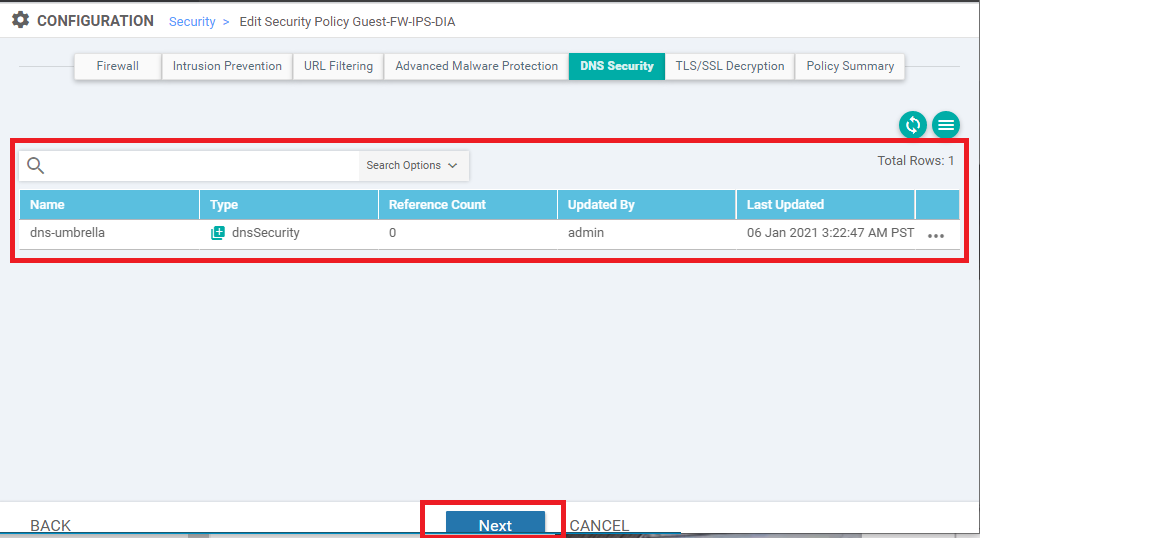 CONFIGURATION Security > Edit Security Policy Guest-FW-IPS-DIA
Firewall Intrusion Prevention URL Filtering Advanced Malware Protection DNS Security TLS/SSL Decryption Policy Summary
Search Options Total Rows: 1
Name Type Reference Count Updated By Last Updated
dns-umbrella dnsSecurity 0 admin 06 Jan 2021 3:22:47 AM PST ...
BACK Next CANCEL